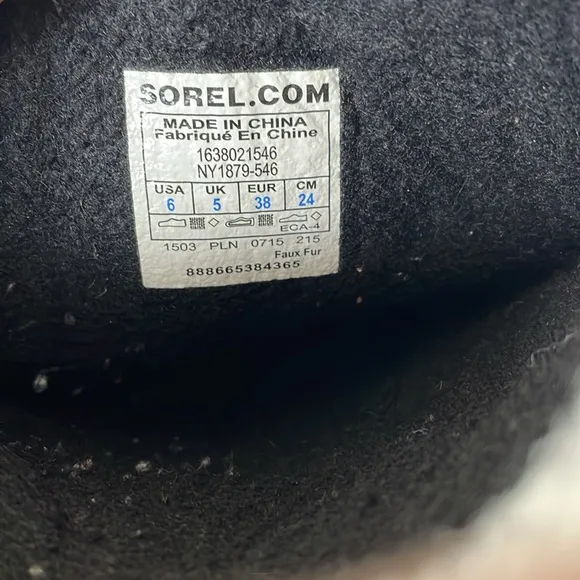 SOREL.COM
MADE IN CHINA
Fabriqué En Chine
1638021546
NY1879-546
USA UK EUR CM
6 5 38 24
ECA-4
1503 PLN 0715 215
Faux Fur
888665384365